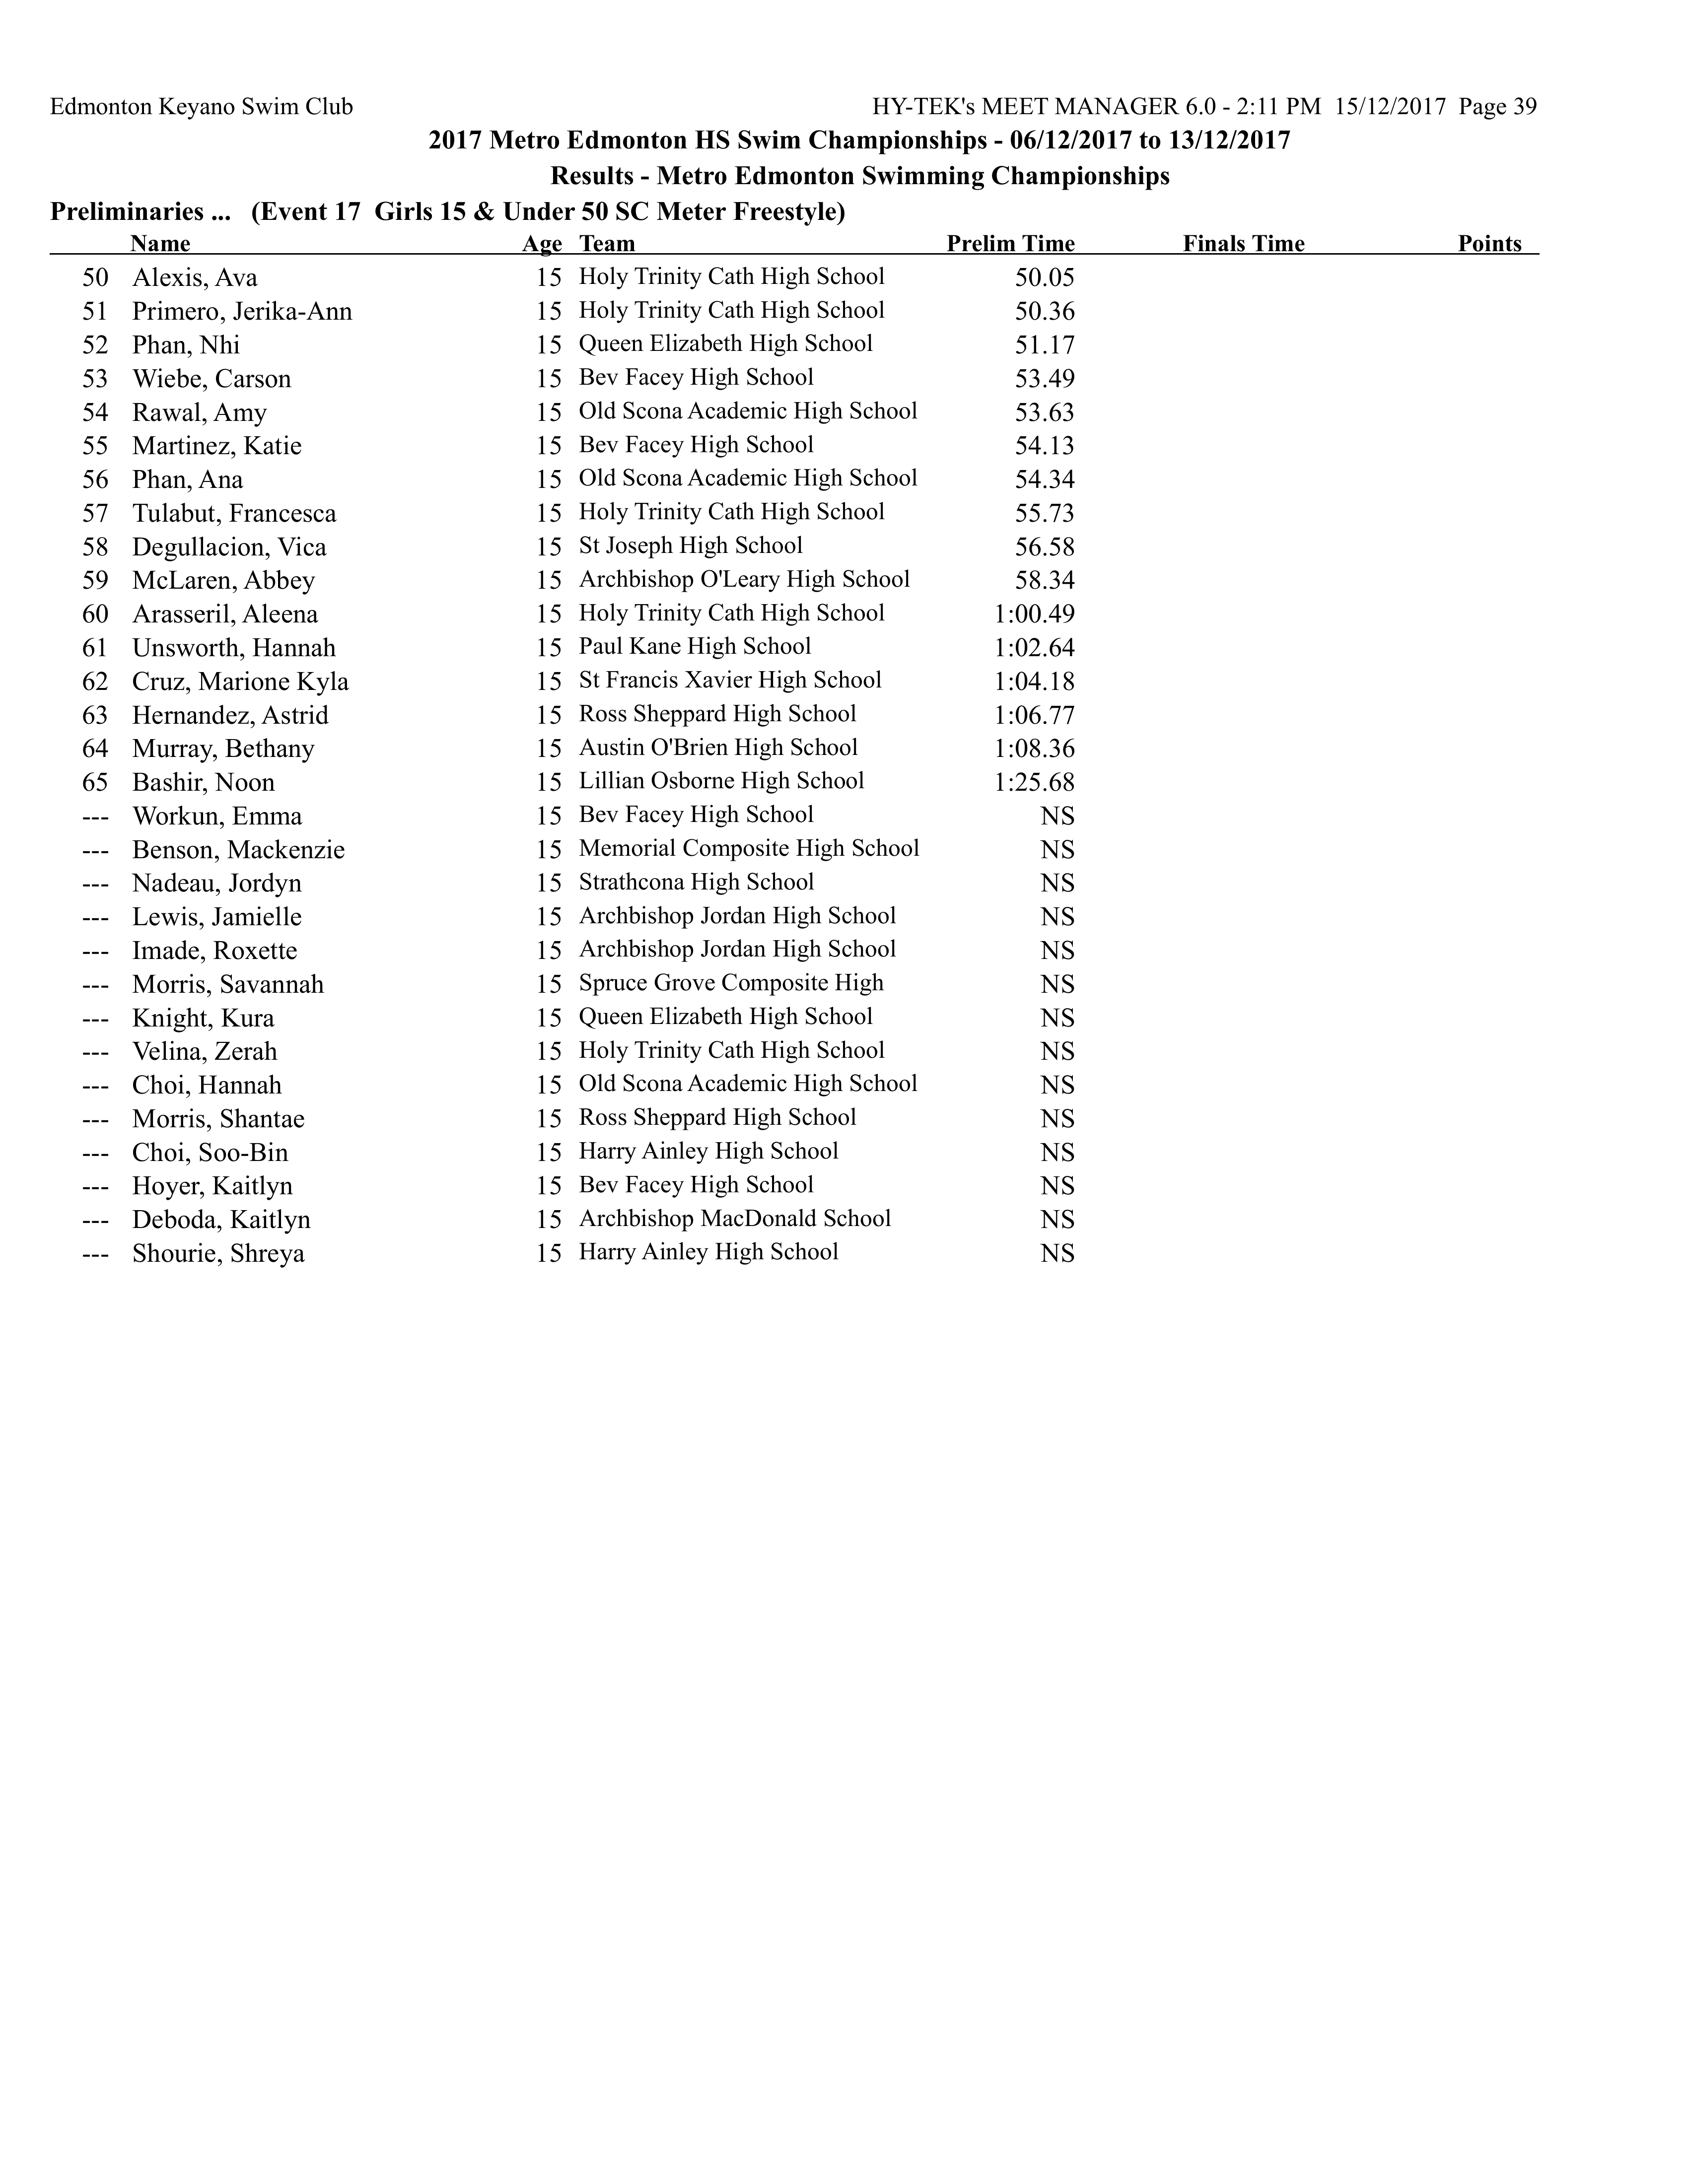 Edmonton Keyano Swim Club HY-TEK's MEET MANAGER 6.0 - 2:11 PM 15/12/2017 Page 39
2017 Metro Edmonton HS Swim Championships - 06/12/2017 to 13/12/2017
Results - Metro Edmonton Swimming Championships
Preliminaries ... (Event 17 Girls 15 & Under 50 SC Meter Freestyle)
Name Age Team Prelim Time Finals Time Points
50 Alexis, Ava 15 Holy Trinity Cath High School 50.05
51 Primero, Jerika-Ann 15 Holy Trinity Cath High School 50.36
52 Phan, Nhi 15 Queen Elizabeth High School 51.17
53 Wiebe, Carson 15 Bev Facey High School 53.49
54 Rawal, Amy 15 Old Scona Academic High School 53.63
55 Martinez, Katie 15 Bev Facey High School 54.13
56 Phan, Ana 15 Old Scona Academic High School 54.34
57 Tulabut, Francesca 15 Holy Trinity Cath High School 55.73
58 Degullacion, Vica 15 St Joseph High School 56.58
59 McLaren, Abbey 15 Archbishop O'Leary High School 58.34
60 Arasseril, Aleena 15 Holy Trinity Cath High School 1:00.49
61 Unsworth, Hannah 15 Paul Kane High School 1:02.64
62 Cruz, Marione Kyla 15 St Francis Xavier High School 1:04.18
63 Hernandez, Astrid 15 Ross Sheppard High School 1:06.77
64 Murray, Bethany 15 Austin O'Brien High School 1:08.36
65 Bashir, Noon 15 Lillian Osborne High School 1:25.68
--- Workun, Emma 15 Bev Facey High School NS
--- Benson, Mackenzie 15 Memorial Composite High School NS
--- Nadeau, Jordyn 15 Strathcona High School NS
--- Lewis, Jamielle 15 Archbishop Jordan High School NS
--- Imade, Roxette 15 Archbishop Jordan High School NS
--- Morris, Savannah 15 Spruce Grove Composite High NS
--- Knight, Kura 15 Queen Elizabeth High School NS
--- Velina, Zerah 15 Holy Trinity Cath High School NS
--- Choi, Hannah 15 Old Scona Academic High School NS
--- Morris, Shantae 15 Ross Sheppard High School NS
--- Choi, Soo-Bin 15 Harry Ainley High School NS
--- Hoyer, Kaitlyn 15 Bev Facey High School NS
--- Deboda, Kaitlyn 15 Archbishop MacDonald School NS
--- Shourie, Shreya 15 Harry Ainley High School NS